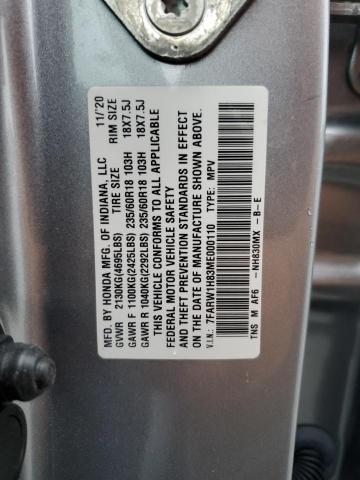 MFD. BY HONDA MFG. OF INDIANA, LLC 11/'20
GVWR 2130KG(4695LBS) TIRE SIZE RIM SIZE
GAWR F 1100KG(2425LBS) 235/60R18 103H 18X7.5J
GAWR R 1040KG(2292LBS) 235/60R18 103H 18X7.5J
THIS VEHICLE CONFORMS TO ALL APPLICABLE
FEDERAL MOTOR VEHICLE SAFETY
AND THEFT PREVENTION STANDARDS IN EFFECT
ON THE DATE OF MANUFACTURE SHOWN ABOVE.
V.I.N.: 7FARW1H83ME000110 TYPE: MPV
TNS M AF6 -NH830MX -B-E